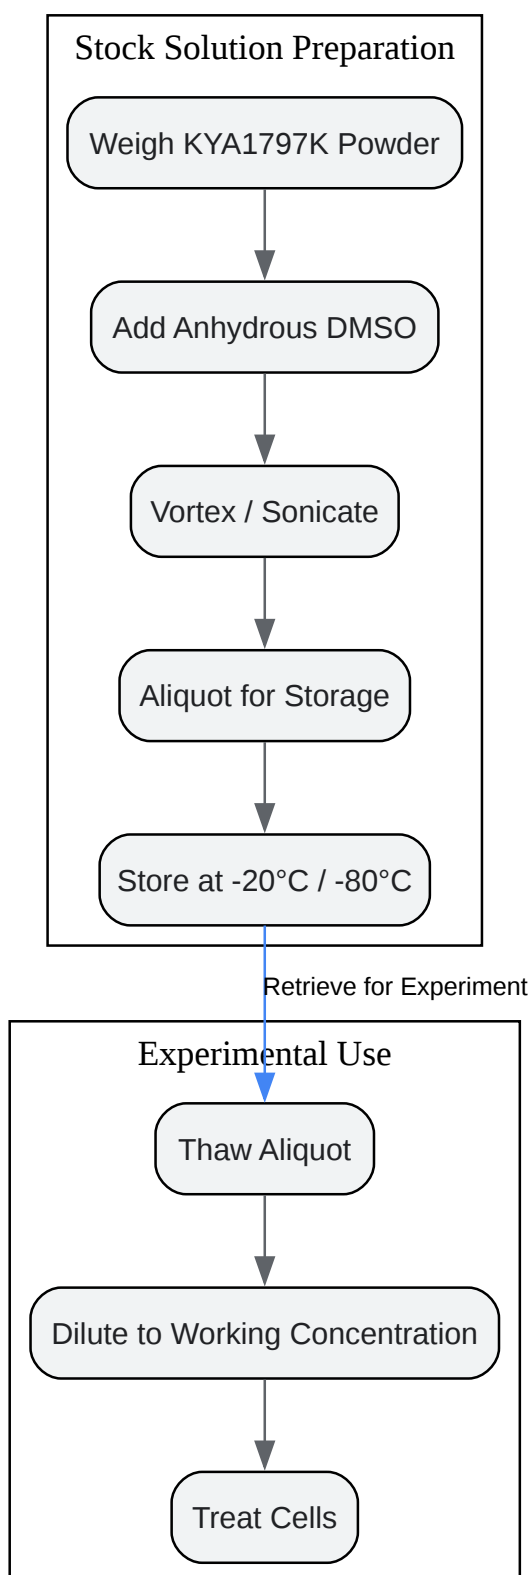 Stock Solution Preparation
Weigh KYA1797K Powder
Add Anhydrous DMSO
Vortex / Sonicate
Aliquot for Storage
Store at -20°C / -80°C
Retrieve for Experiment
Experimental Use
Thaw Aliquot
Dilute to Working Concentration
Treat Cells